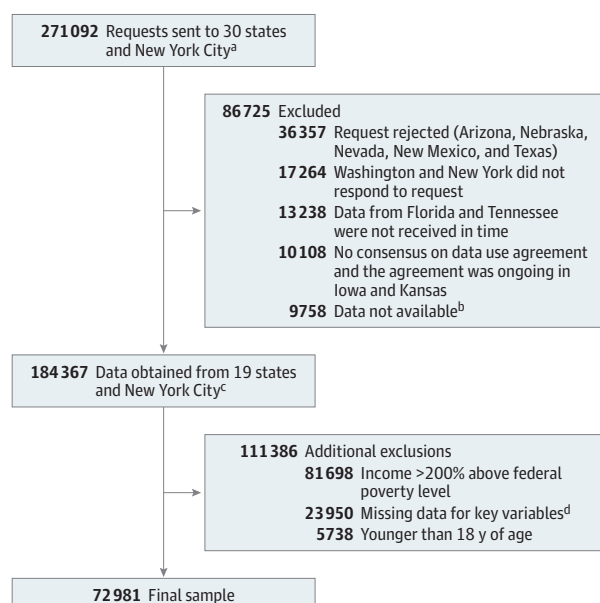 271092 Requests sent to 30 states
and New York Cityᵃ
86725 Excluded
36357 Request rejected (Arizona, Nebraska,
Nevada, New Mexico, and Texas)
17264 Washington and New York did not
respond to request
13238 Data from Florida and Tennessee
were not received in time
10108 No consensus on data use agreement
and the agreement was ongoing in
Iowa and Kansas
9758 Data not availableᵇ
184367 Data obtained from 19 states
and New York Cityᶜ
111386 Additional exclusions
81698 Income >200% above federal
poverty level
23950 Missing data for key variablesᵈ
5738 Younger than 18 y of age
72981 Final sample